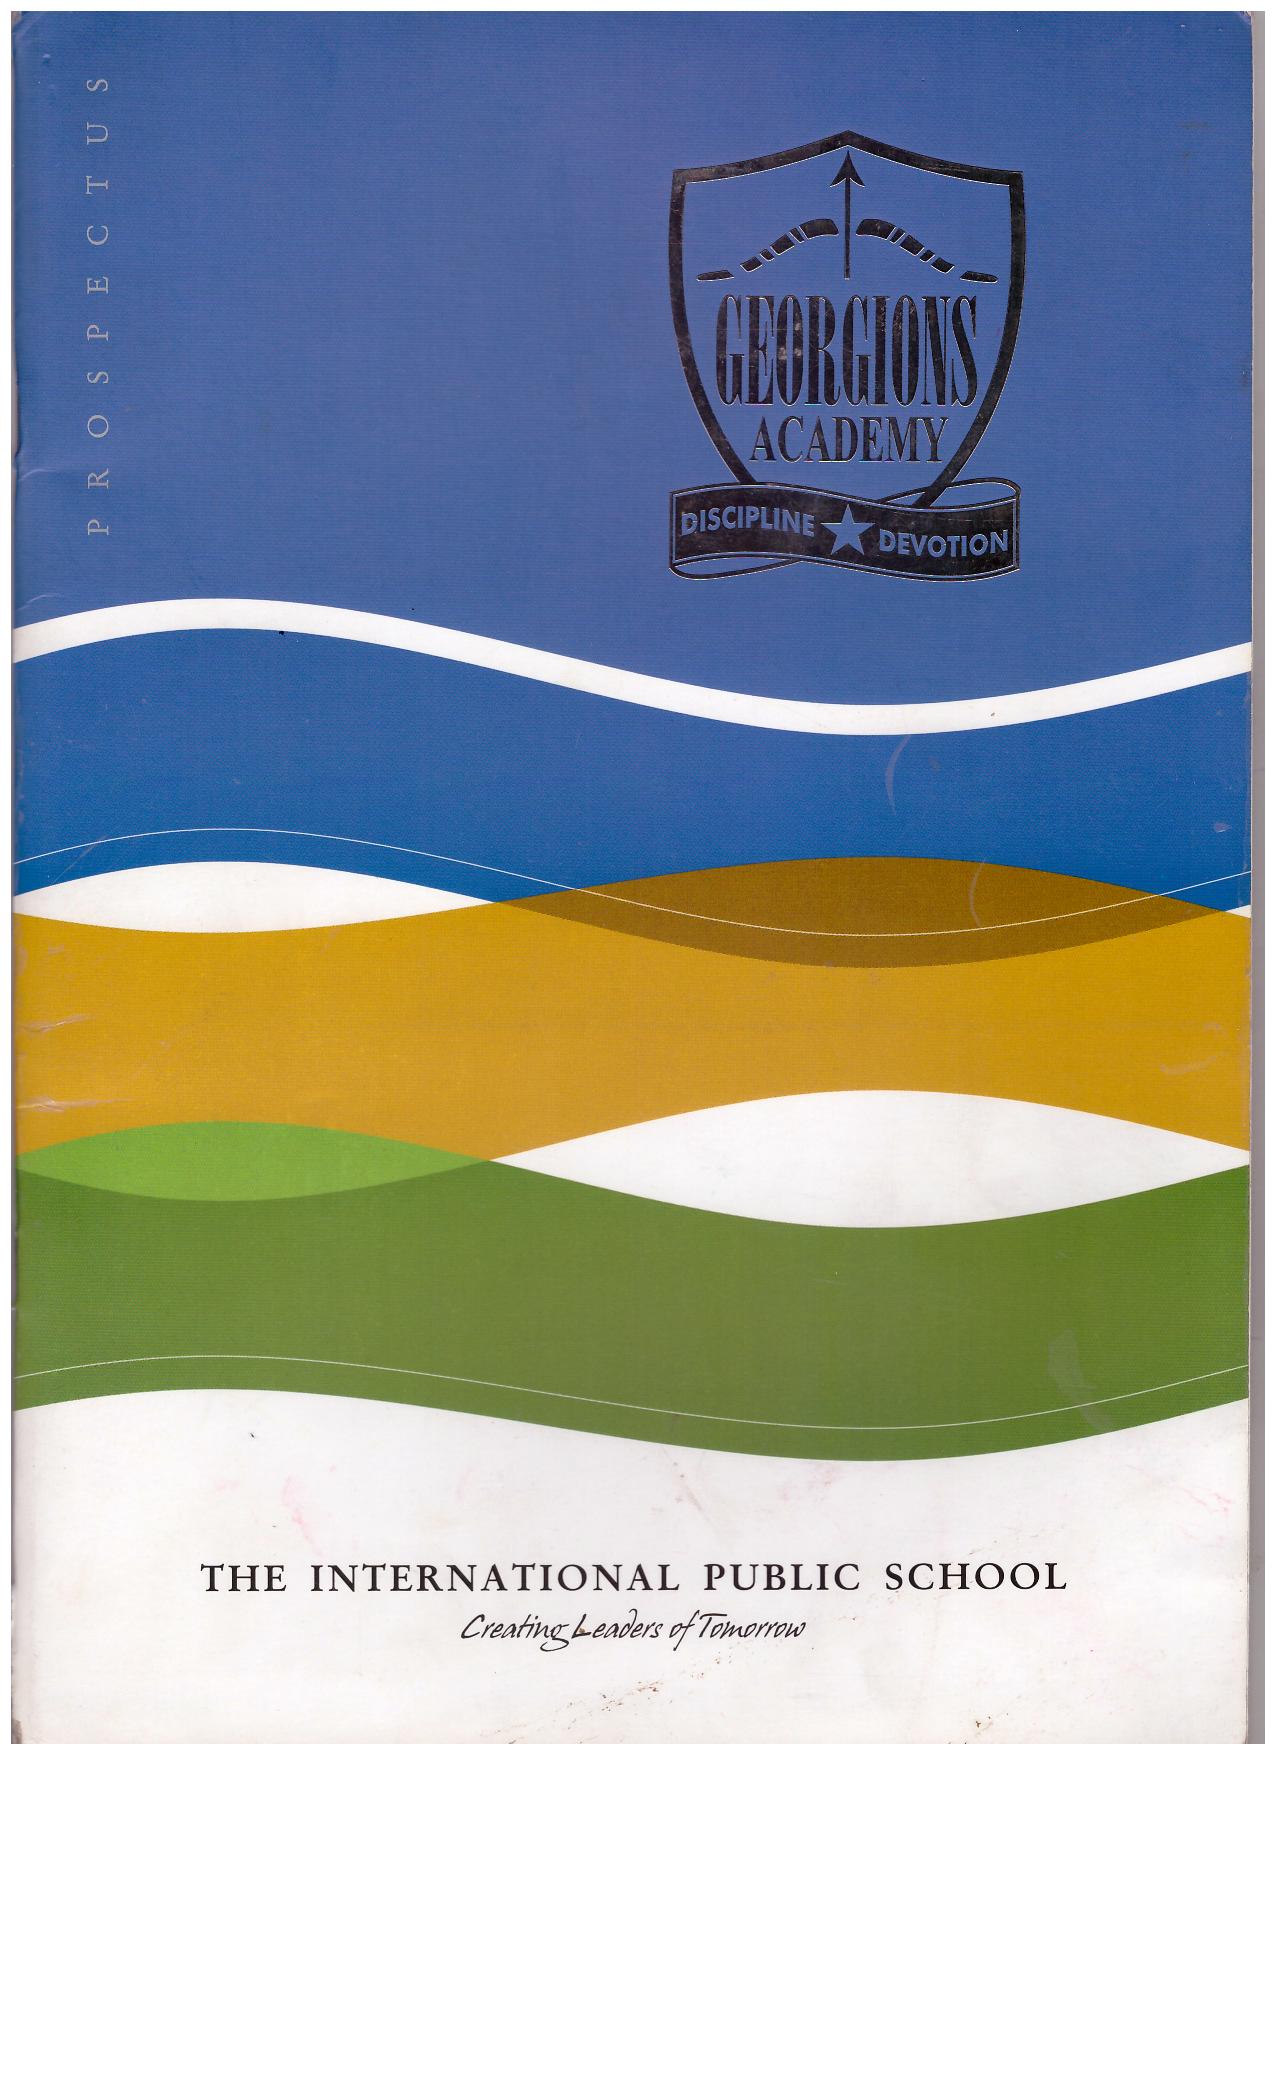 PROSPECTUS
GEORGIONS
ACADEMY
DISCIPLINE DEVOTION
THE INTERNATIONAL PUBLIC SCHOOL
Creating Leaders of Tomorrow